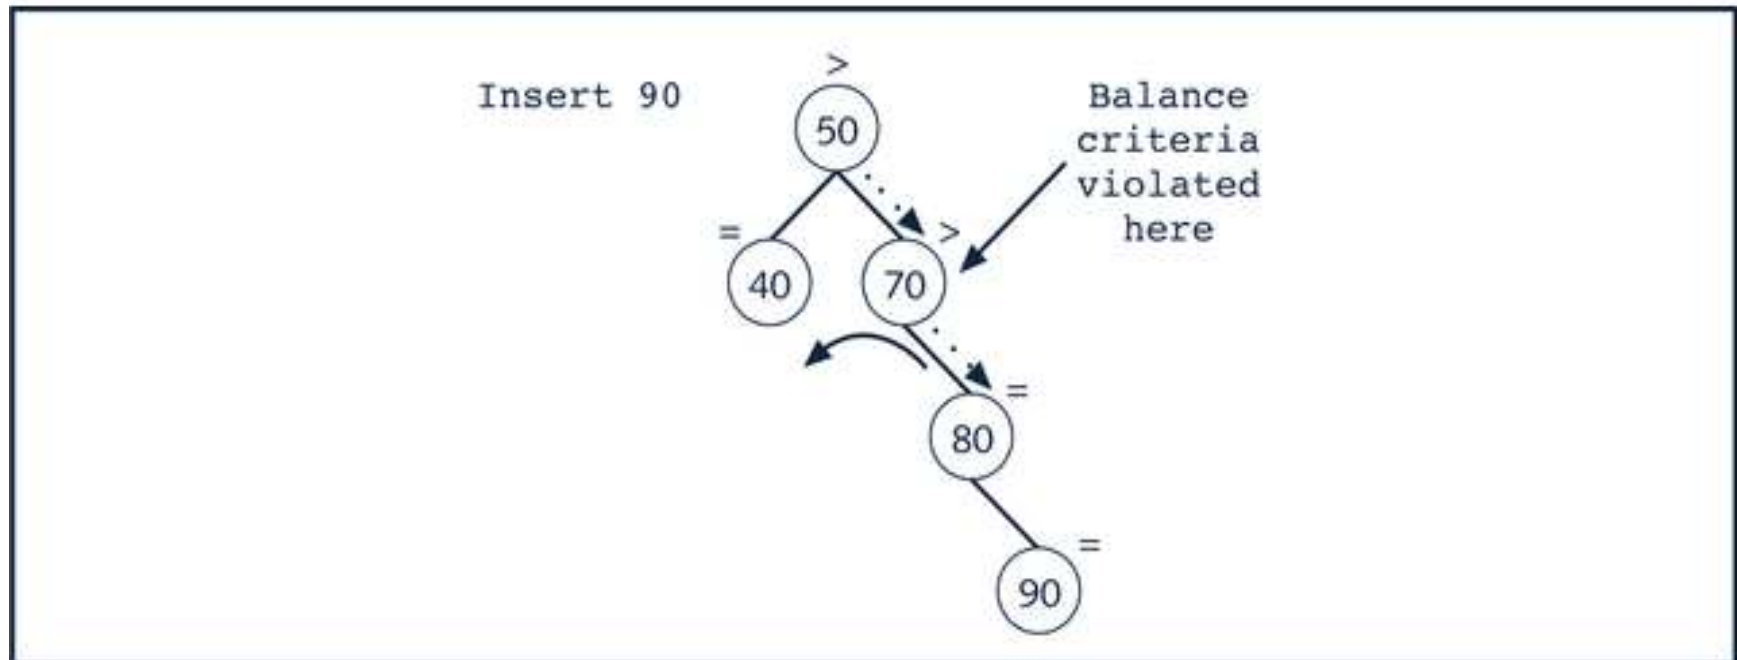 >
Insert 90
50
Balance
criteria
violated
here
=
40
>
70
=
80
=
90